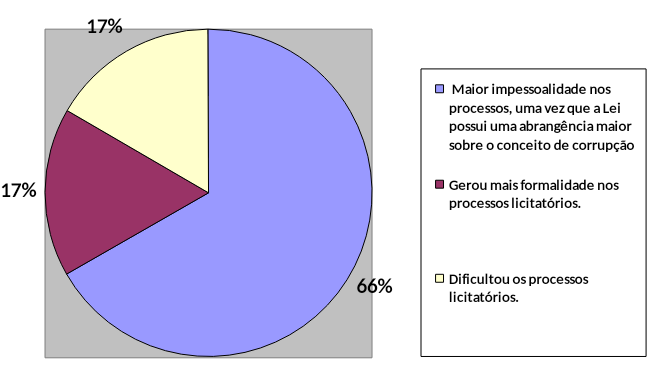 17%
17%
66%
Maior impessoalidade nos
processos, uma vez que a Lei
possui uma abrangência maior
sobre o conceito de corrupção
Gerou mais formalidade nos
processos licitatórios.
Dificultou os processos
licitatórios.